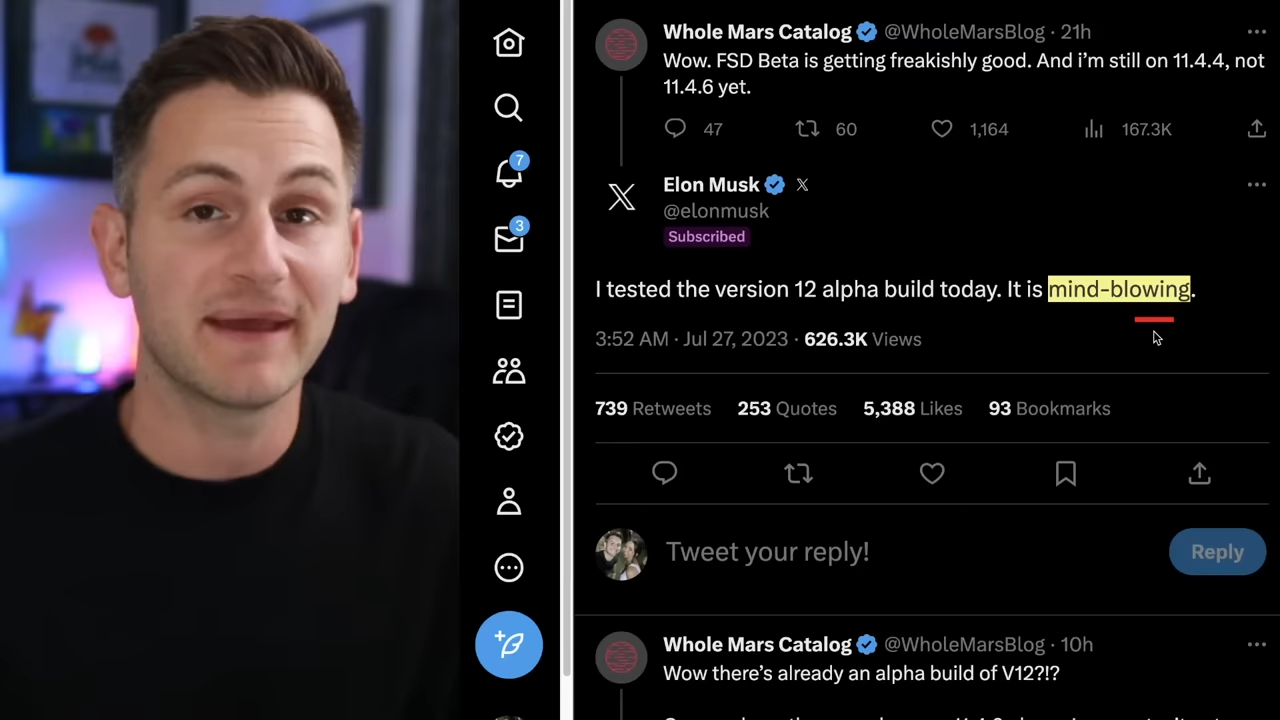 Whole Mars Catalog @WholeMarsBlog · 21h
Wow. FSD Beta is getting freakishly good. And i'm still on 11.4.4, not
11.4.6 yet.
47 60 1,164 167.3K
7
Elon Musk
@elonmusk
Subscribed
3
I tested the version 12 alpha build today. It is mind-blowing.
3:52 AM · Jul 27, 2023 · 626.3K Views
739 Retweets 253 Quotes 5,388 Likes 93 Bookmarks
Tweet your reply!
Reply
Whole Mars Catalog @WholeMarsBlog · 10h
Wow there's already an alpha build of V12?!?